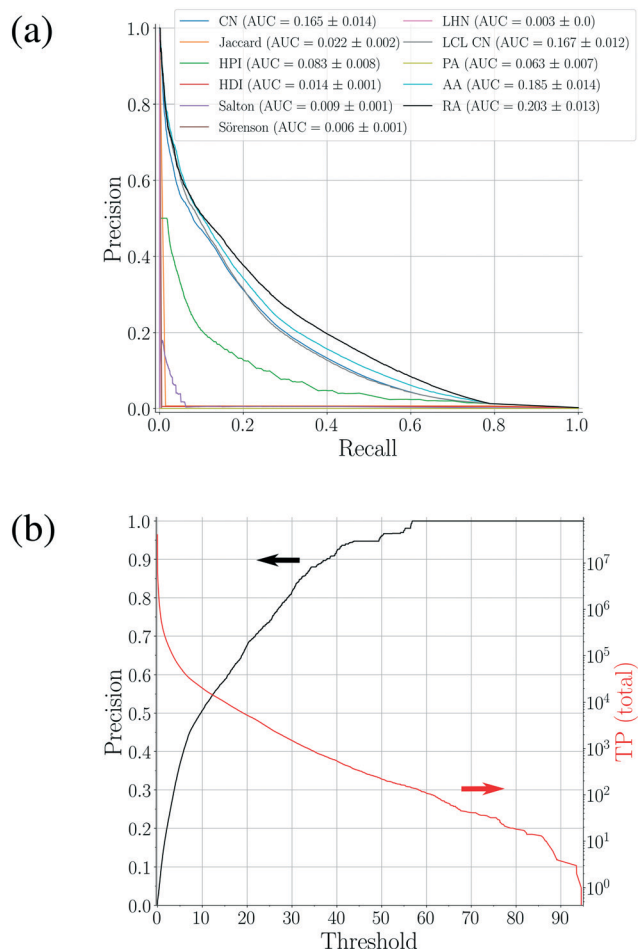 (a)
CN (AUC = 0.165 ± 0.014)
Jaccard (AUC = 0.022 ± 0.002)
HPI (AUC = 0.083 ± 0.008)
HDI (AUC = 0.014 ± 0.001)
Salton (AUC = 0.009 ± 0.001)
Sörenson (AUC = 0.006 ± 0.001)
LHN (AUC = 0.003 ± 0.0)
LCL CN (AUC = 0.167 ± 0.012)
PA (AUC = 0.063 ± 0.007)
AA (AUC = 0.185 ± 0.014)
RA (AUC = 0.203 ± 0.013)
Precision
1.0
0.8
0.6
0.4
0.2
0.0
0.0 0.2 0.4 0.6 0.8 1.0
Recall
(b)
Precision
1.0
0.9
0.8
0.7
0.6
0.5
0.4
0.3
0.2
0.1
0.0
0 10 20 30 40 50 60 70 80 90
Threshold
10⁷
10⁶
10⁵
10⁴
10³
10²
10¹
10⁰
TP (total)